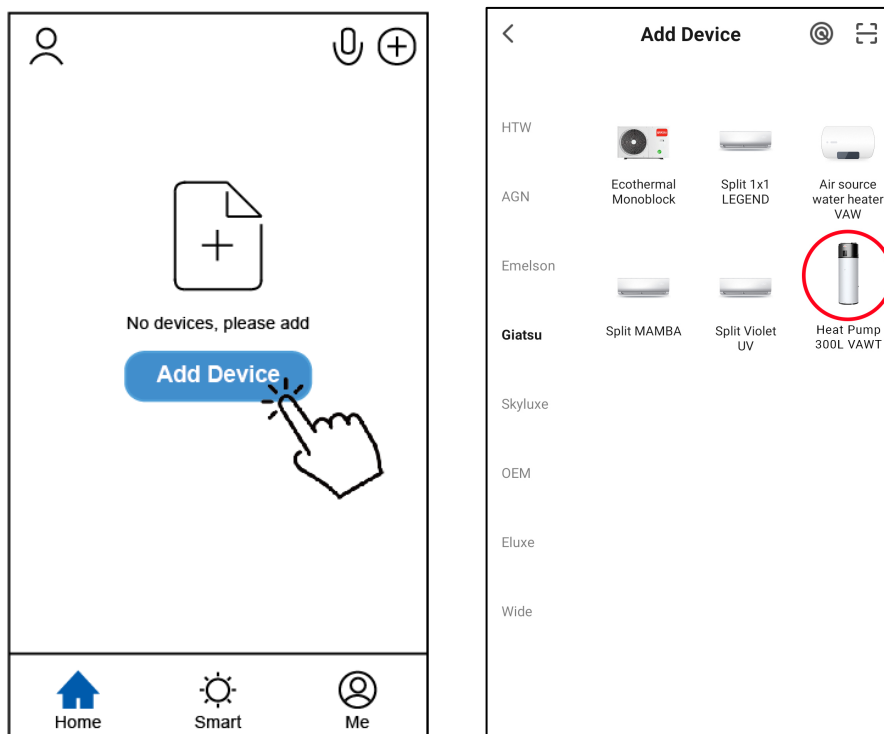 No devices, please add
Add Device
Home
Smart
Me
Add Device
HTW
AGN
Emelson
Giatsu
Skyluxe
OEM
Eluxe
Wide
Ecothermal
Monoblock
Split 1x1
LEGEND
Air source
water heater
VAW
Split MAMBA
Split Violet
UV
Heat Pump
300L VAWT